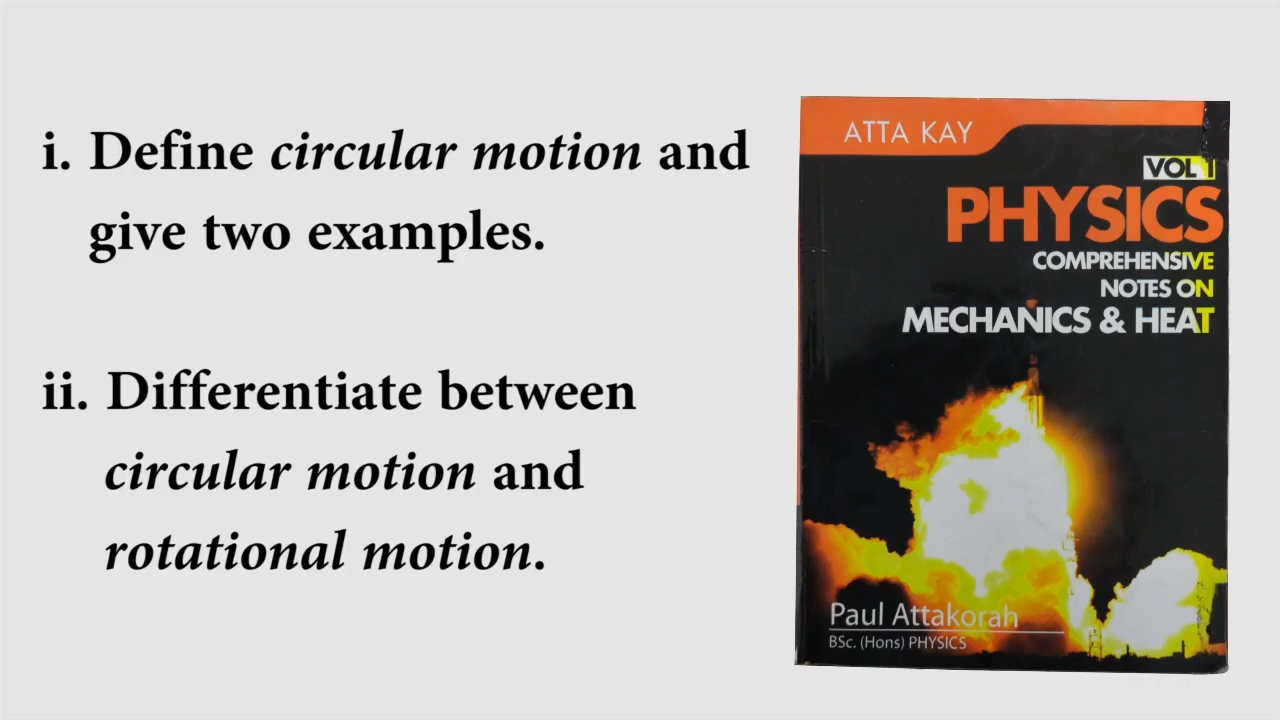 i. Define circular motion and
give two examples.
ii. Differentiate between
circular motion and
rotational motion.
ATTA KAY
VOL 1
PHYSICS
COMPREHENSIVE
NOTES ON
MECHANICS & HEAT
Paul Attakorah
BSc. (Hons) PHYSICS